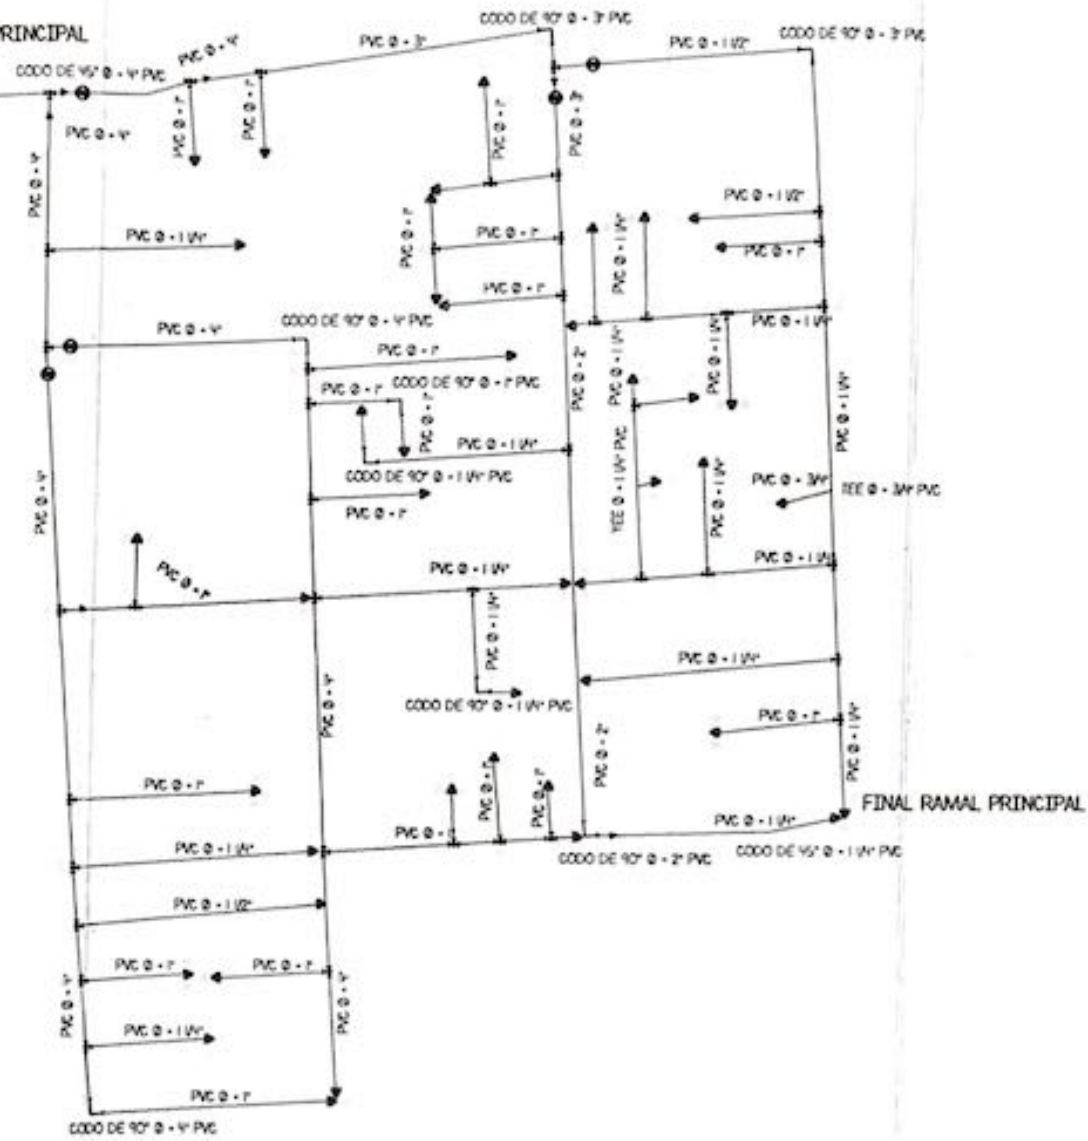 CODO DE 90° Ø = 3" PVC
PRINCIPAL
PVC Ø = 4"
PVC Ø = 3"
PVC Ø = 1 1/2"
CODO DE 90° Ø = 3" PVC
CODO DE 45° Ø = 4" PVC
PVC Ø = 4"
PVC Ø = 1"
PVC Ø = 1"
PVC Ø = 1"
PVC Ø = 3"
PVC Ø = 4"
PVC Ø = 1 1/2"
PVC Ø = 1 1/4"
PVC Ø = 1"
PVC Ø = 1"
PVC Ø = 1 1/4"
PVC Ø = 1"
PVC Ø = 1"
CODO DE 90° Ø = 4" PVC
PVC Ø = 4"
PVC Ø = 1 1/4"
PVC Ø = 1"
PVC Ø = 2"
PVC Ø = 1 1/4"
PVC Ø = 1 1/4"
PVC Ø = 1"
CODO DE 90° Ø = 1" PVC
PVC Ø = 1"
PVC Ø = 1 1/4"
PVC Ø = 1 1/4"
CODO DE 90° Ø = 1 1/4" PVC
YEE Ø = 1 1/4" PVC
PVC Ø = 1 1/4"
PVC Ø = 3/4"
YEE Ø = 3/4" PVC
PVC Ø = 4"
PVC Ø = 1"
PVC Ø = 1"
PVC Ø = 1 1/4"
PVC Ø = 1 1/4"
PVC Ø = 1 1/4"
PVC Ø = 1 1/4"
PVC Ø = 4"
CODO DE 90° Ø = 1 1/4" PVC
PVC Ø = 1"
PVC Ø = 1 1/4"
PVC Ø = 2"
PVC Ø = 1"
PVC Ø = 1"
PVC Ø = 1"
FINAL RAMAL PRINCIPAL
PVC Ø =
PVC Ø = 1 1/4"
PVC Ø = 1 1/4"
CODO DE 90° Ø = 2" PVC
CODO DE 45° Ø = 1 1/4" PVC
PVC Ø = 1 1/2"
PVC Ø = 1"
PVC Ø = 1"
PVC Ø = 4"
PVC Ø = 4"
PVC Ø = 1 1/4"
PVC Ø = 1"
CODO DE 90° Ø = 4" PVC